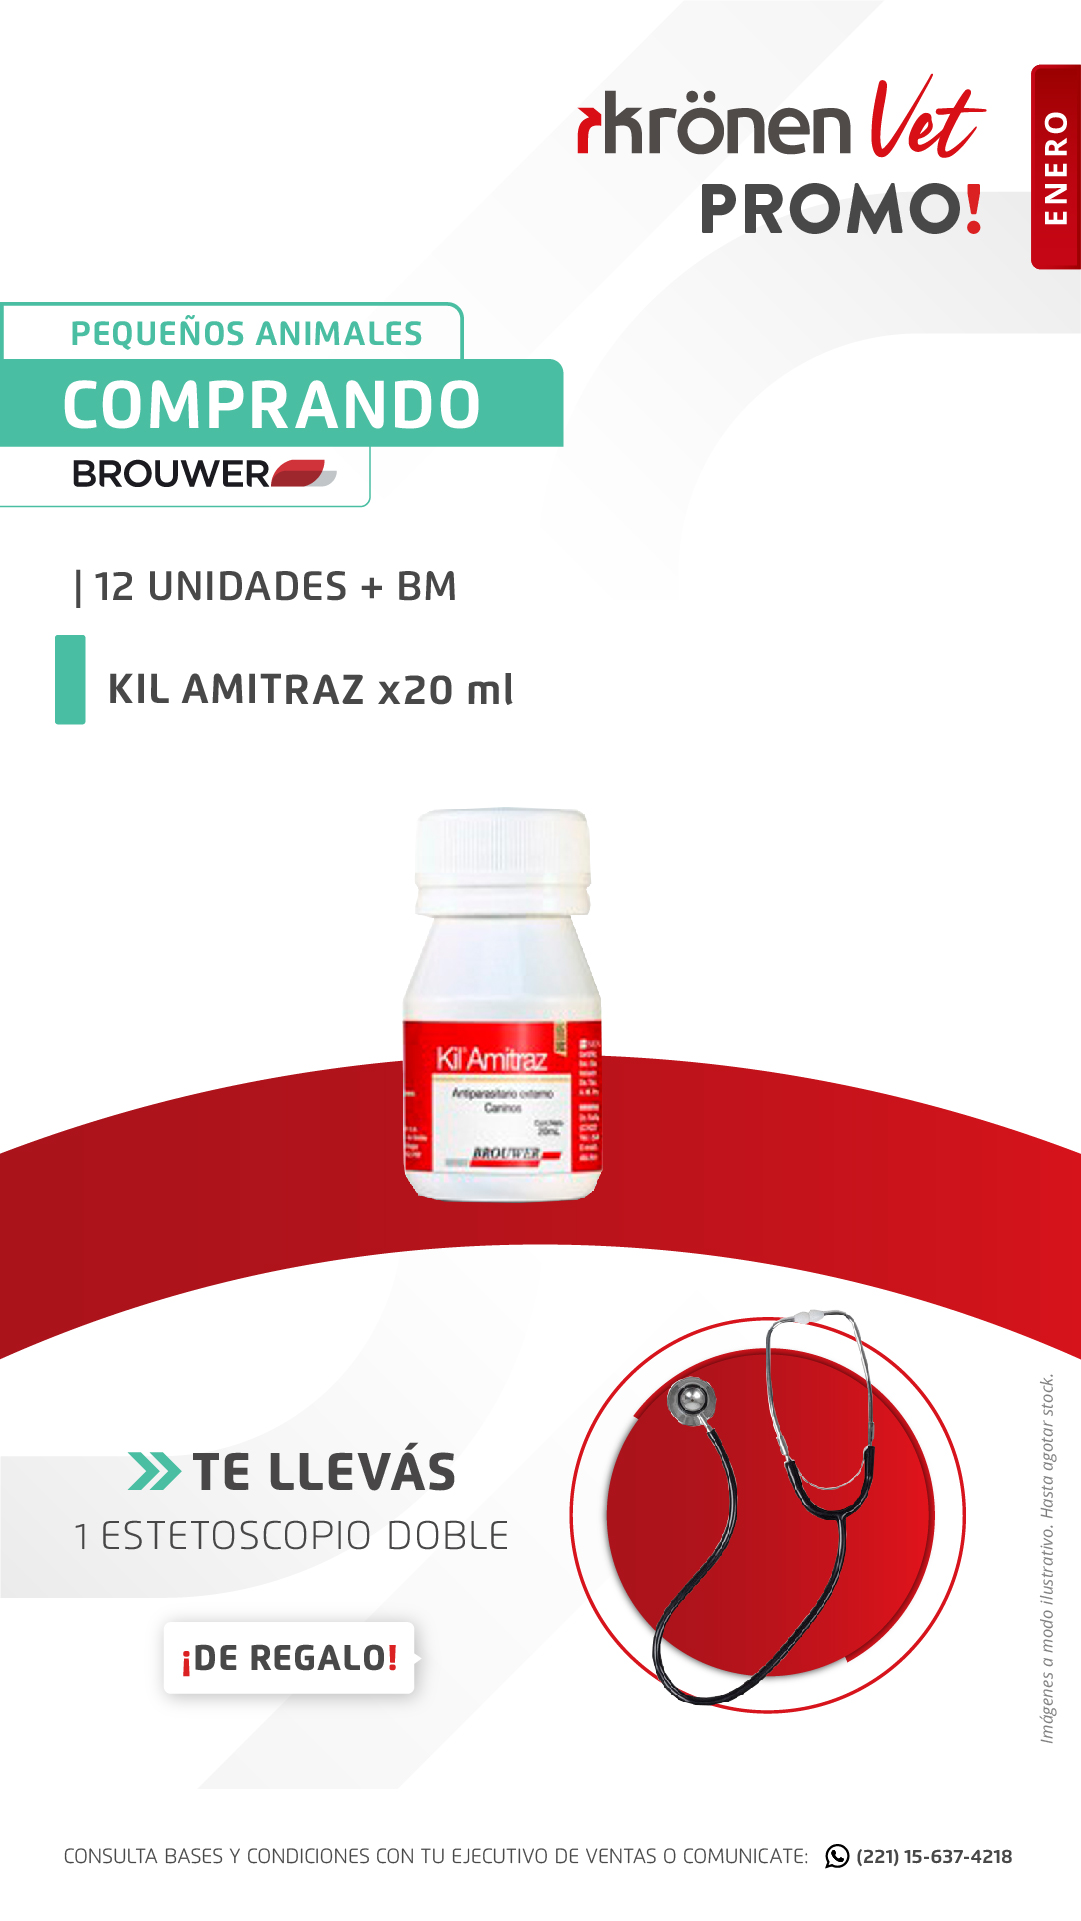 krönen Vet
PROMO!
ENERO
PEQUEÑOS ANIMALES
COMPRANDO
BROUWER
| 12 UNIDADES + BM
KIL AMITRAZ x20 ml
Kil Amitraz
Antiparasitario externo
Caninos
20mL
BROUWER
TE LLEVÁS
1 ESTETOSCOPIO DOBLE
¡DE REGALO!
Imágenes a modo ilustrativo. Hasta agotar stock.
CONSULTA BASES Y CONDICIONES CON TU EJECUTIVO DE VENTAS O COMUNICATE: (221) 15-637-4218